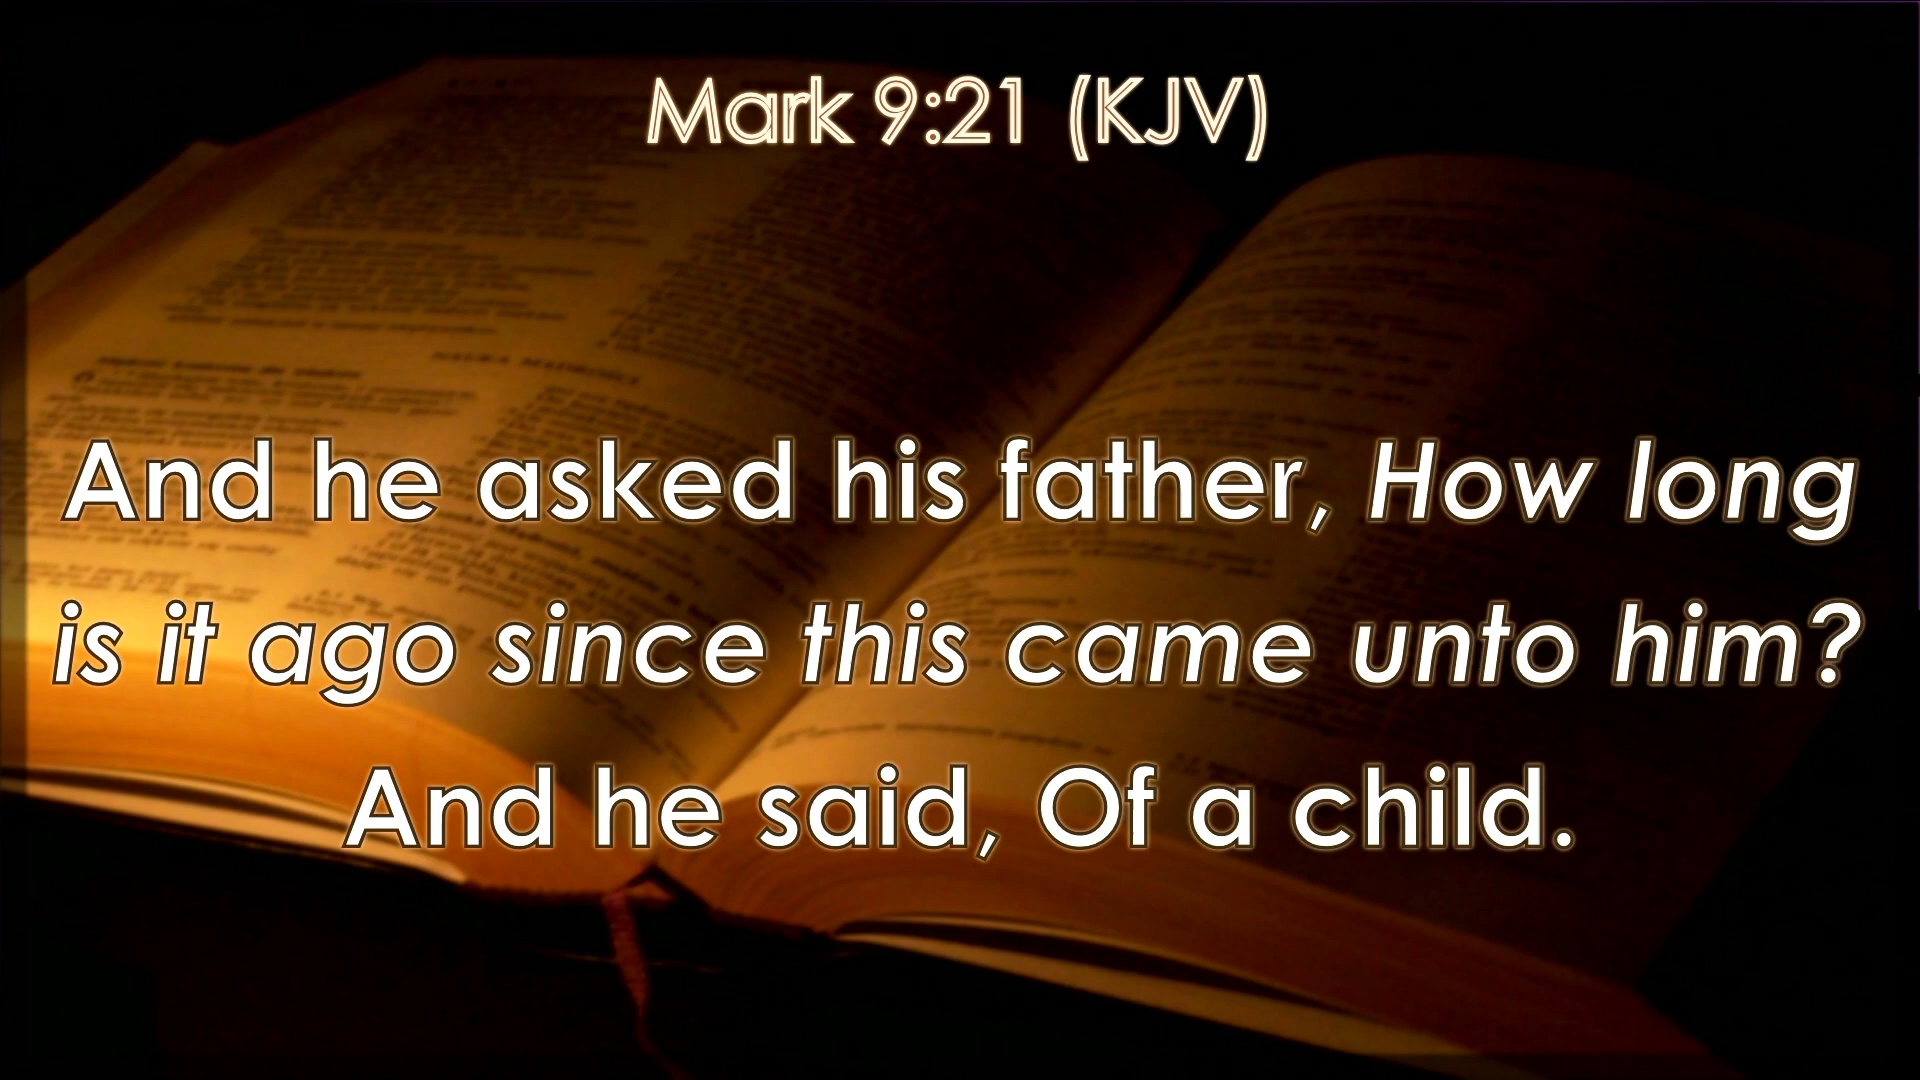 Mark 9:21 (KJV)
And he asked his father, How long
is it ago since this came unto him?
And he said, Of a child.